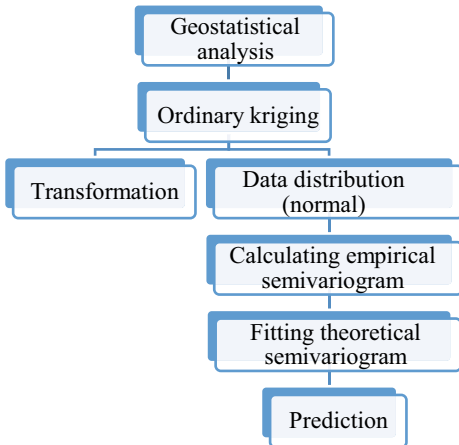 Geostatistical
analysis
Ordinary kriging
Transformation
Data distribution
(normal)
Calculating empirical
semivariogram
Fitting theoretical
semivariogram
Prediction